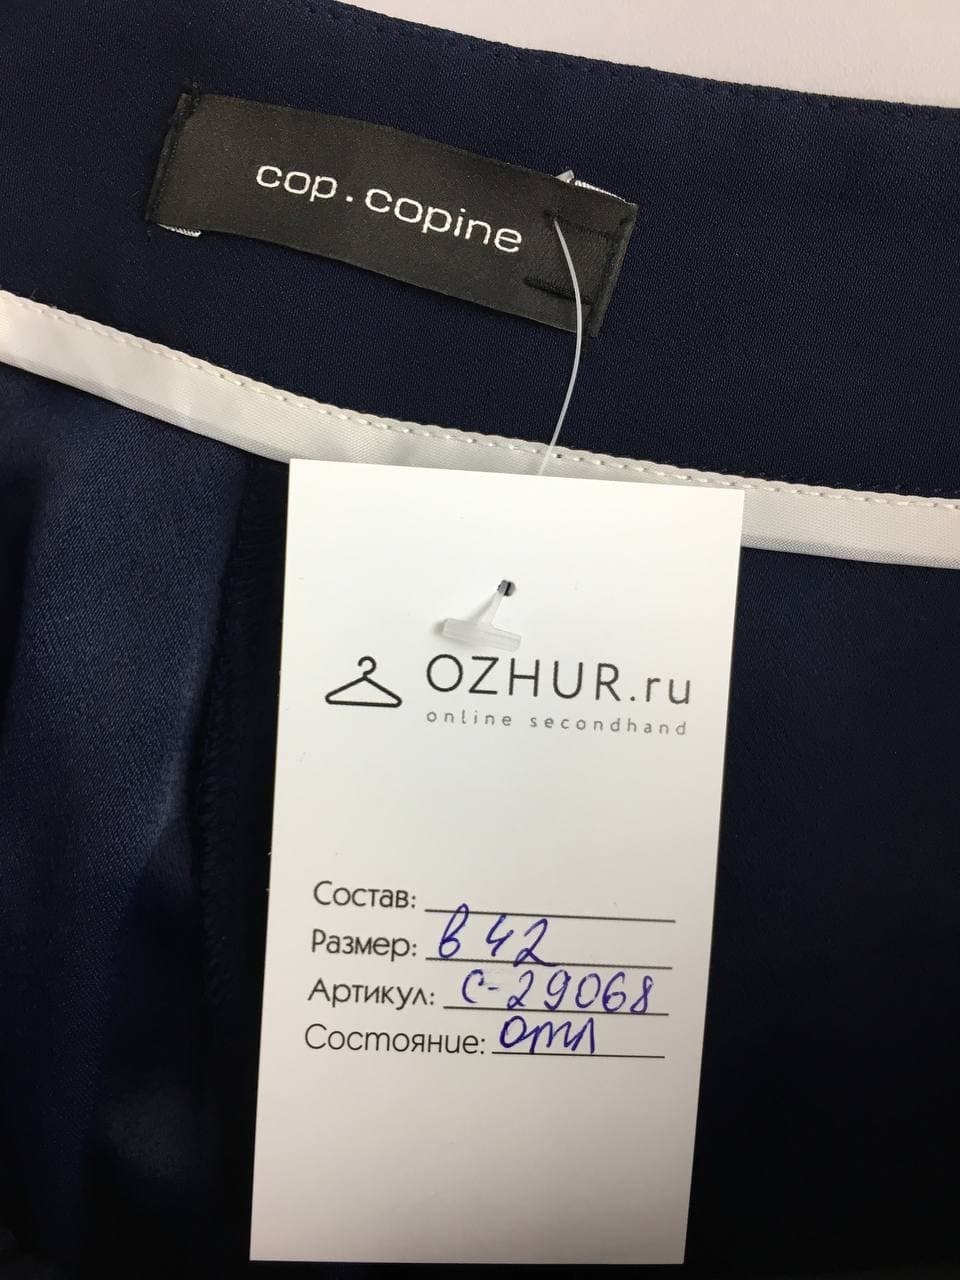 cop.copine
OZHUR.ru
online secondhand
Состав:
Размер: в 42
Артикул: С-29068
Состояние: отл